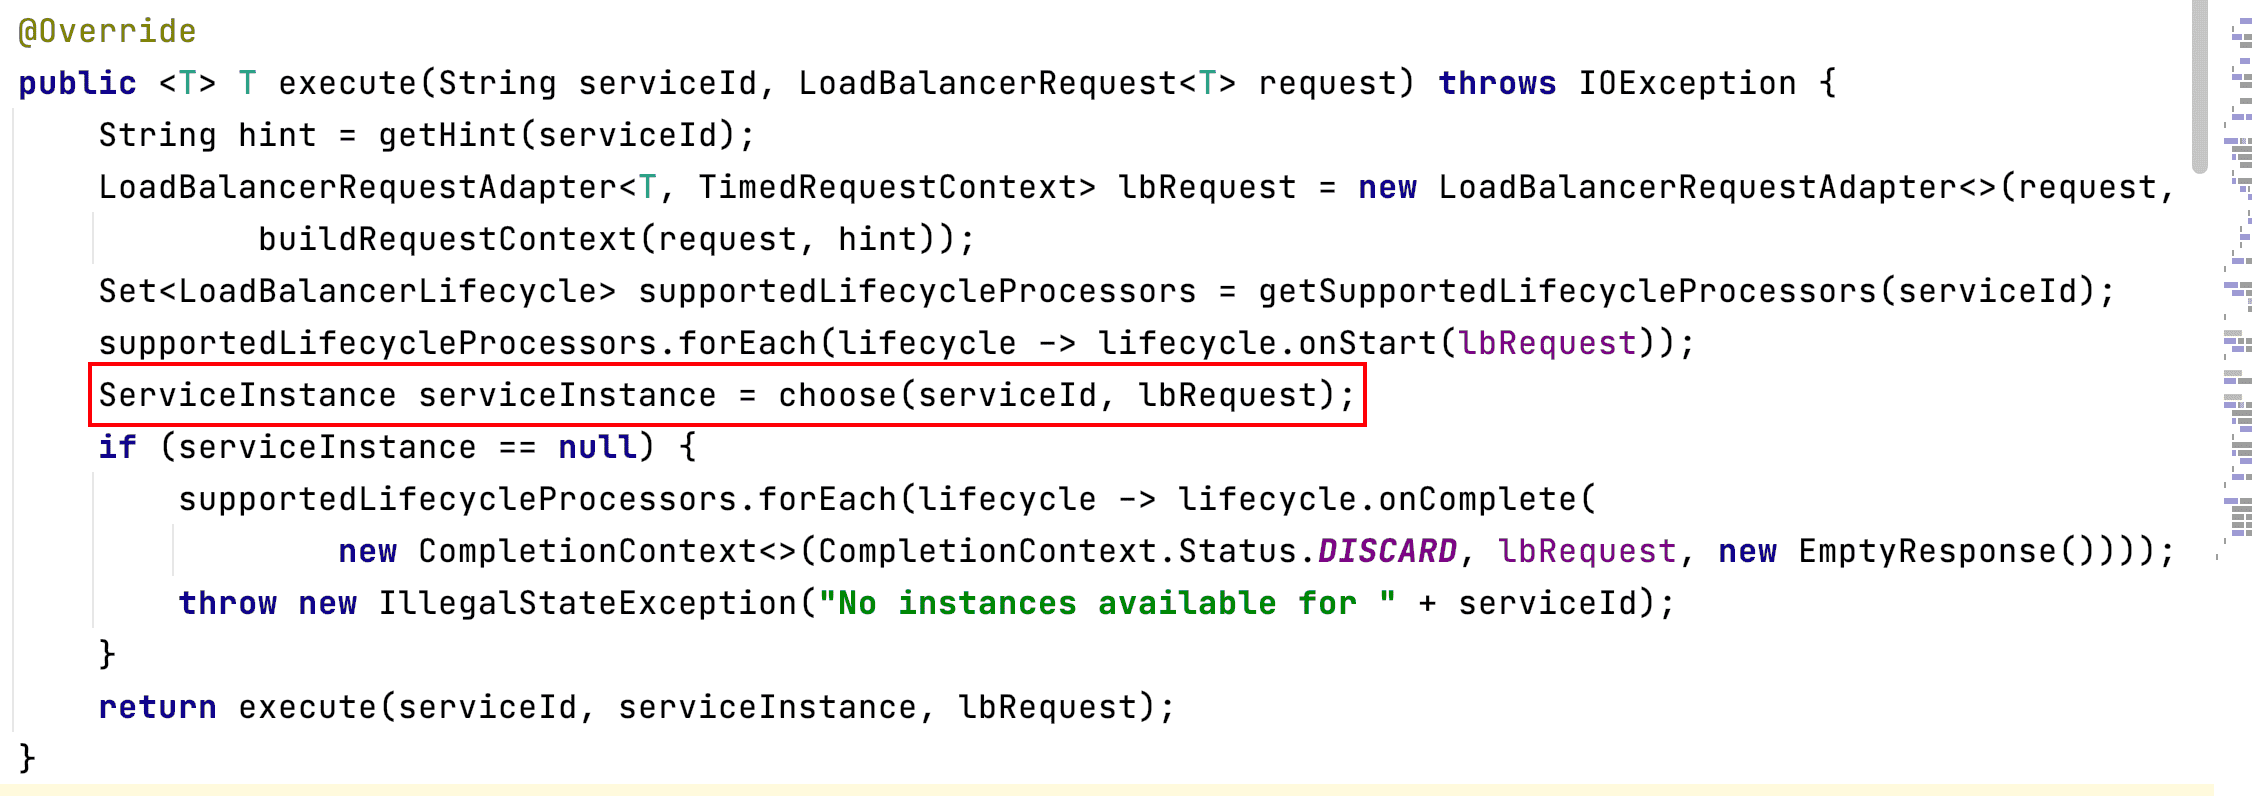 @Override
public <T> T execute(String serviceId, LoadBalancerRequest<T> request) throws IOException {
String hint = getHint(serviceId);
LoadBalancerRequestAdapter<T, TimedRequestContext> lbRequest = new LoadBalancerRequestAdapter<>(request,
buildRequestContext(request, hint));
Set<LoadBalancerLifecycle> supportedLifecycleProcessors = getSupportedLifecycleProcessors(serviceId);
supportedLifecycleProcessors.forEach(lifecycle -> lifecycle.onStart(lbRequest));
ServiceInstance serviceInstance = choose(serviceId, lbRequest);
if (serviceInstance == null) {
supportedLifecycleProcessors.forEach(lifecycle -> lifecycle.onComplete(
new CompletionContext<>(CompletionContext.Status.DISCARD, lbRequest, new EmptyResponse())));
throw new IllegalStateException("No instances available for " + serviceId);
}
return execute(serviceId, serviceInstance, lbRequest);
}